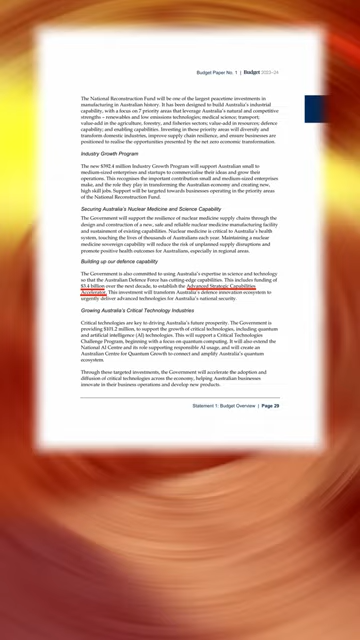 Budget Paper No. 1 | Budget 2023–24
The National Reconstruction Fund will be one of the largest peacetime investments in
manufacturing in Australian history. It has been designed to build Australia's industrial
capability, with a focus on 7 priority areas that leverage Australia's natural and competitive
strengths – renewables and low emissions technologies; medical science; transport;
value-add in the agriculture, forestry, and fisheries sectors; value-add in resources; defence
capability; and enabling capabilities. Investing in these priority areas will diversify and
transform domestic industries, improve supply chain resilience, and ensure businesses are
positioned to realise the opportunities presented by the net zero economic transformation.
Industry Growth Program
The new $392.4 million Industry Growth Program will support Australian small to
medium-sized enterprises and startups to commercialise their ideas and grow their
operations. This recognises the important contribution small and medium-sized enterprises
make, and the role they play in transforming the Australian economy and creating new,
high skill jobs. Support will be targeted towards businesses operating in the priority areas
of the National Reconstruction Fund.
Securing Australia's Nuclear Medicine and Science Capability
The Government will support the resilience of nuclear medicine supply chains through the
design and construction of a new, safe and reliable nuclear medicine manufacturing facility
and sustainment of existing capabilities. Nuclear medicine is critical to Australia's health
system, touching the lives of thousands of Australians each year. Maintaining a nuclear
medicine sovereign capability will reduce the risk of unplanned supply disruptions and
promote positive health outcomes for Australians, especially in regional areas.
Building up our defence capability
The Government is also committed to using Australia's expertise in science and technology
so that the Australian Defence Force has cutting-edge capabilities. This includes funding of
$3.4 billion over the next decade, to establish the Advanced Strategic Capabilities
Accelerator. This investment will transform Australia's defence innovation ecosystem to
urgently deliver advanced technologies for Australia's national security.
Growing Australia's Critical Technology Industries
Critical technologies are key to driving Australia's future prosperity. The Government is
providing $101.2 million, to support the growth of critical technologies, including quantum
and artificial intelligence (AI) technologies. This will support a Critical Technologies
Challenge Program, beginning with a focus on quantum computing. It will also extend the
National AI Centre and its role supporting responsible AI usage, and will create an
Australian Centre for Quantum Growth to connect and amplify Australia's quantum
ecosystem.
Through these targeted investments, the Government will accelerate the adoption and
diffusion of critical technologies across the economy, helping Australian businesses
innovate in their business operations and develop new products.
Statement 1: Budget Overview | Page 29